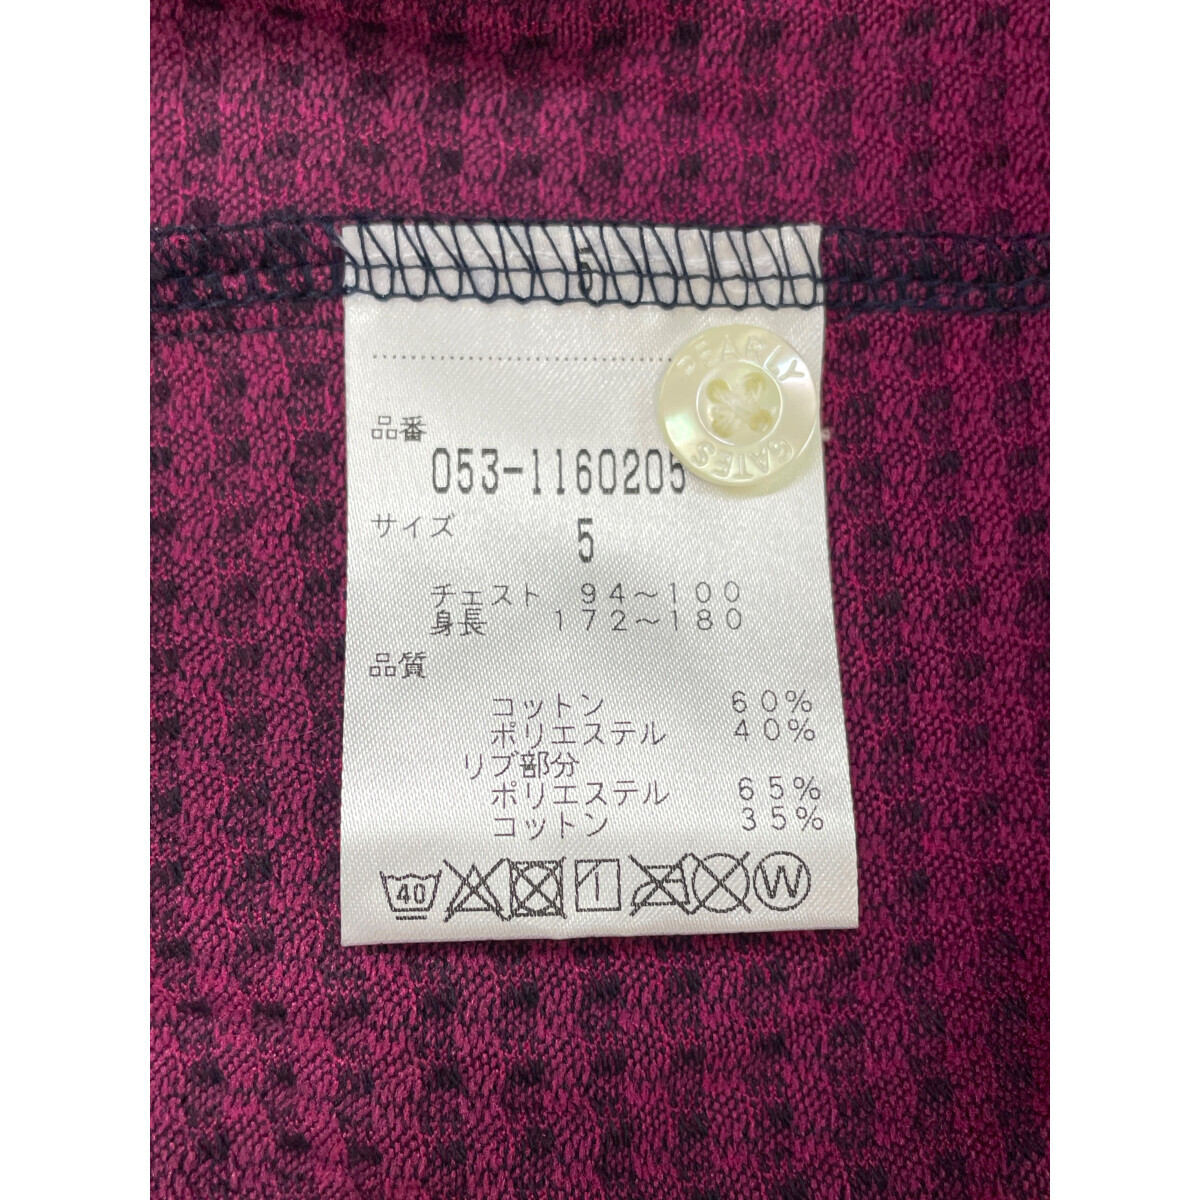 5
PEARLY
GATES
品番
053-1160205
サイズ
5
チェスト 94～100
身長 172～180
品質
コットン 60%
ポリエステル 40%
リブ部分
ポリエステル 65%
コットン 35%
40
W